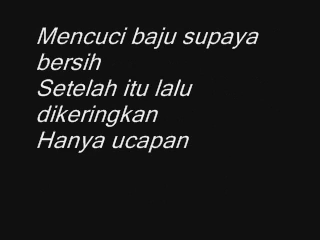 Mencuci baju supaya
bersih
Setelah itu lalu
dikeringkan
Hanya ucapan